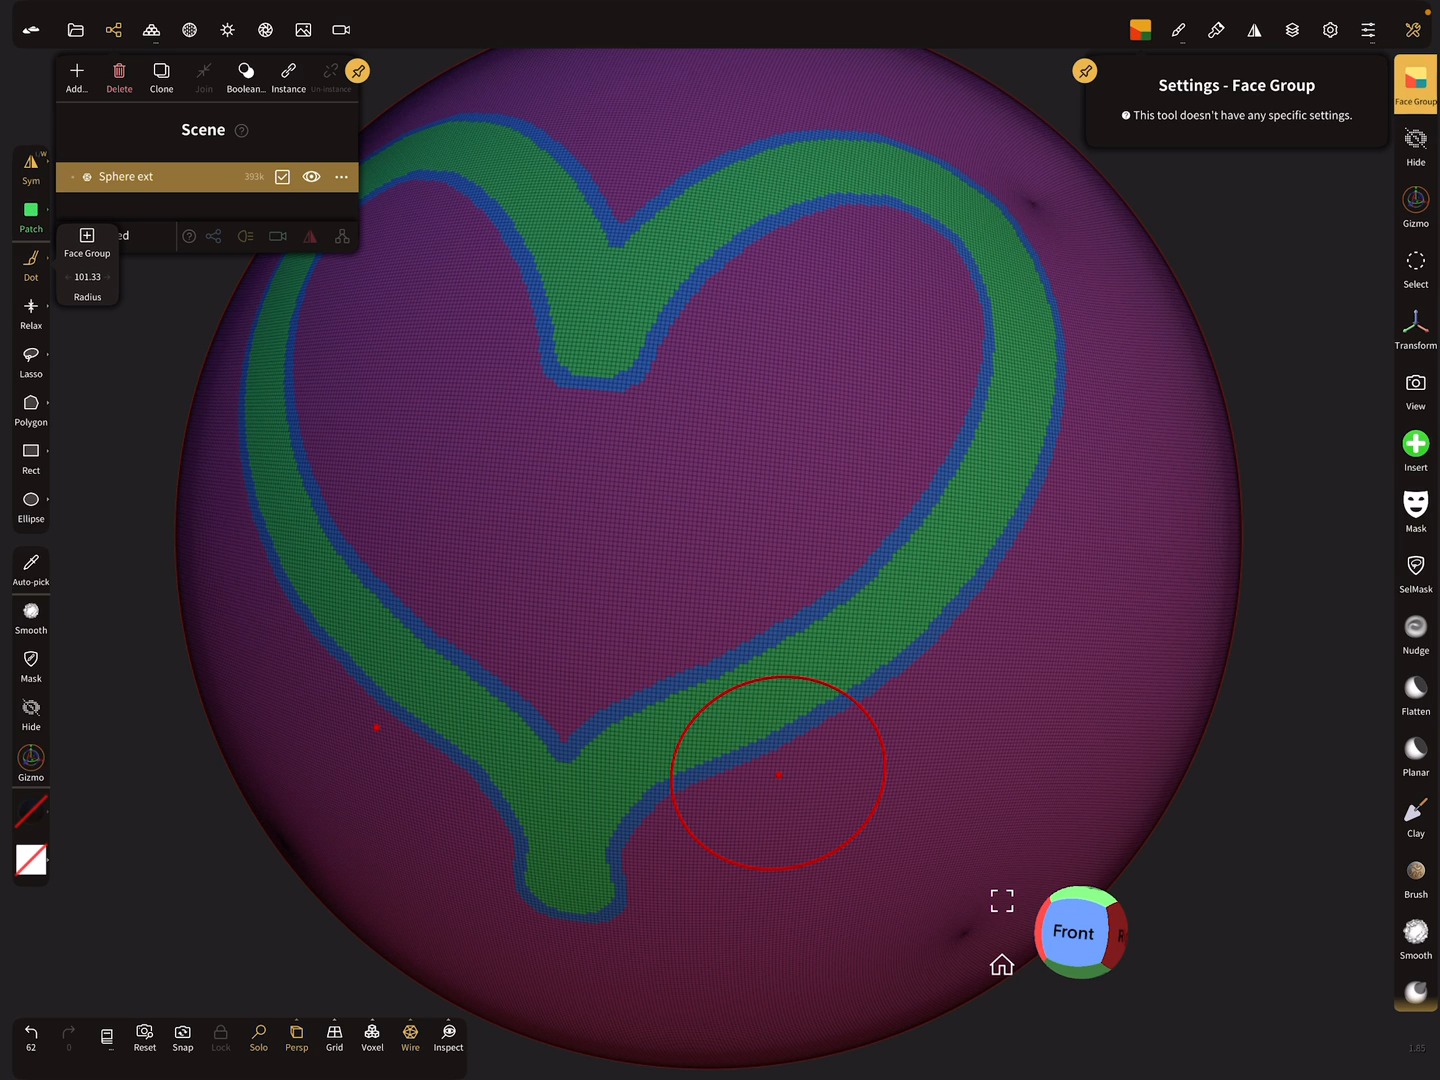 Add...
Delete
Clone
Join
Boolean...
Instance
Un-instance
Scene
Sphere ext
393k
ed
Face Group
101.33
Radius
L/W
Sym
Patch
Dot
Relax
Lasso
Polygon
Rect
Ellipse
Auto-pick
Smooth
Mask
Hide
Gizmo
Settings - Face Group
This tool doesn't have any specific settings.
Face Group
Hide
Gizmo
Select
Transform
View
Insert
Mask
SelMask
Nudge
Flatten
Planar
Clay
Brush
Smooth
Front
R
62
0
...
Reset
Snap
Lock
Solo
Persp
Grid
Voxel
Wire
Inspect
1.85